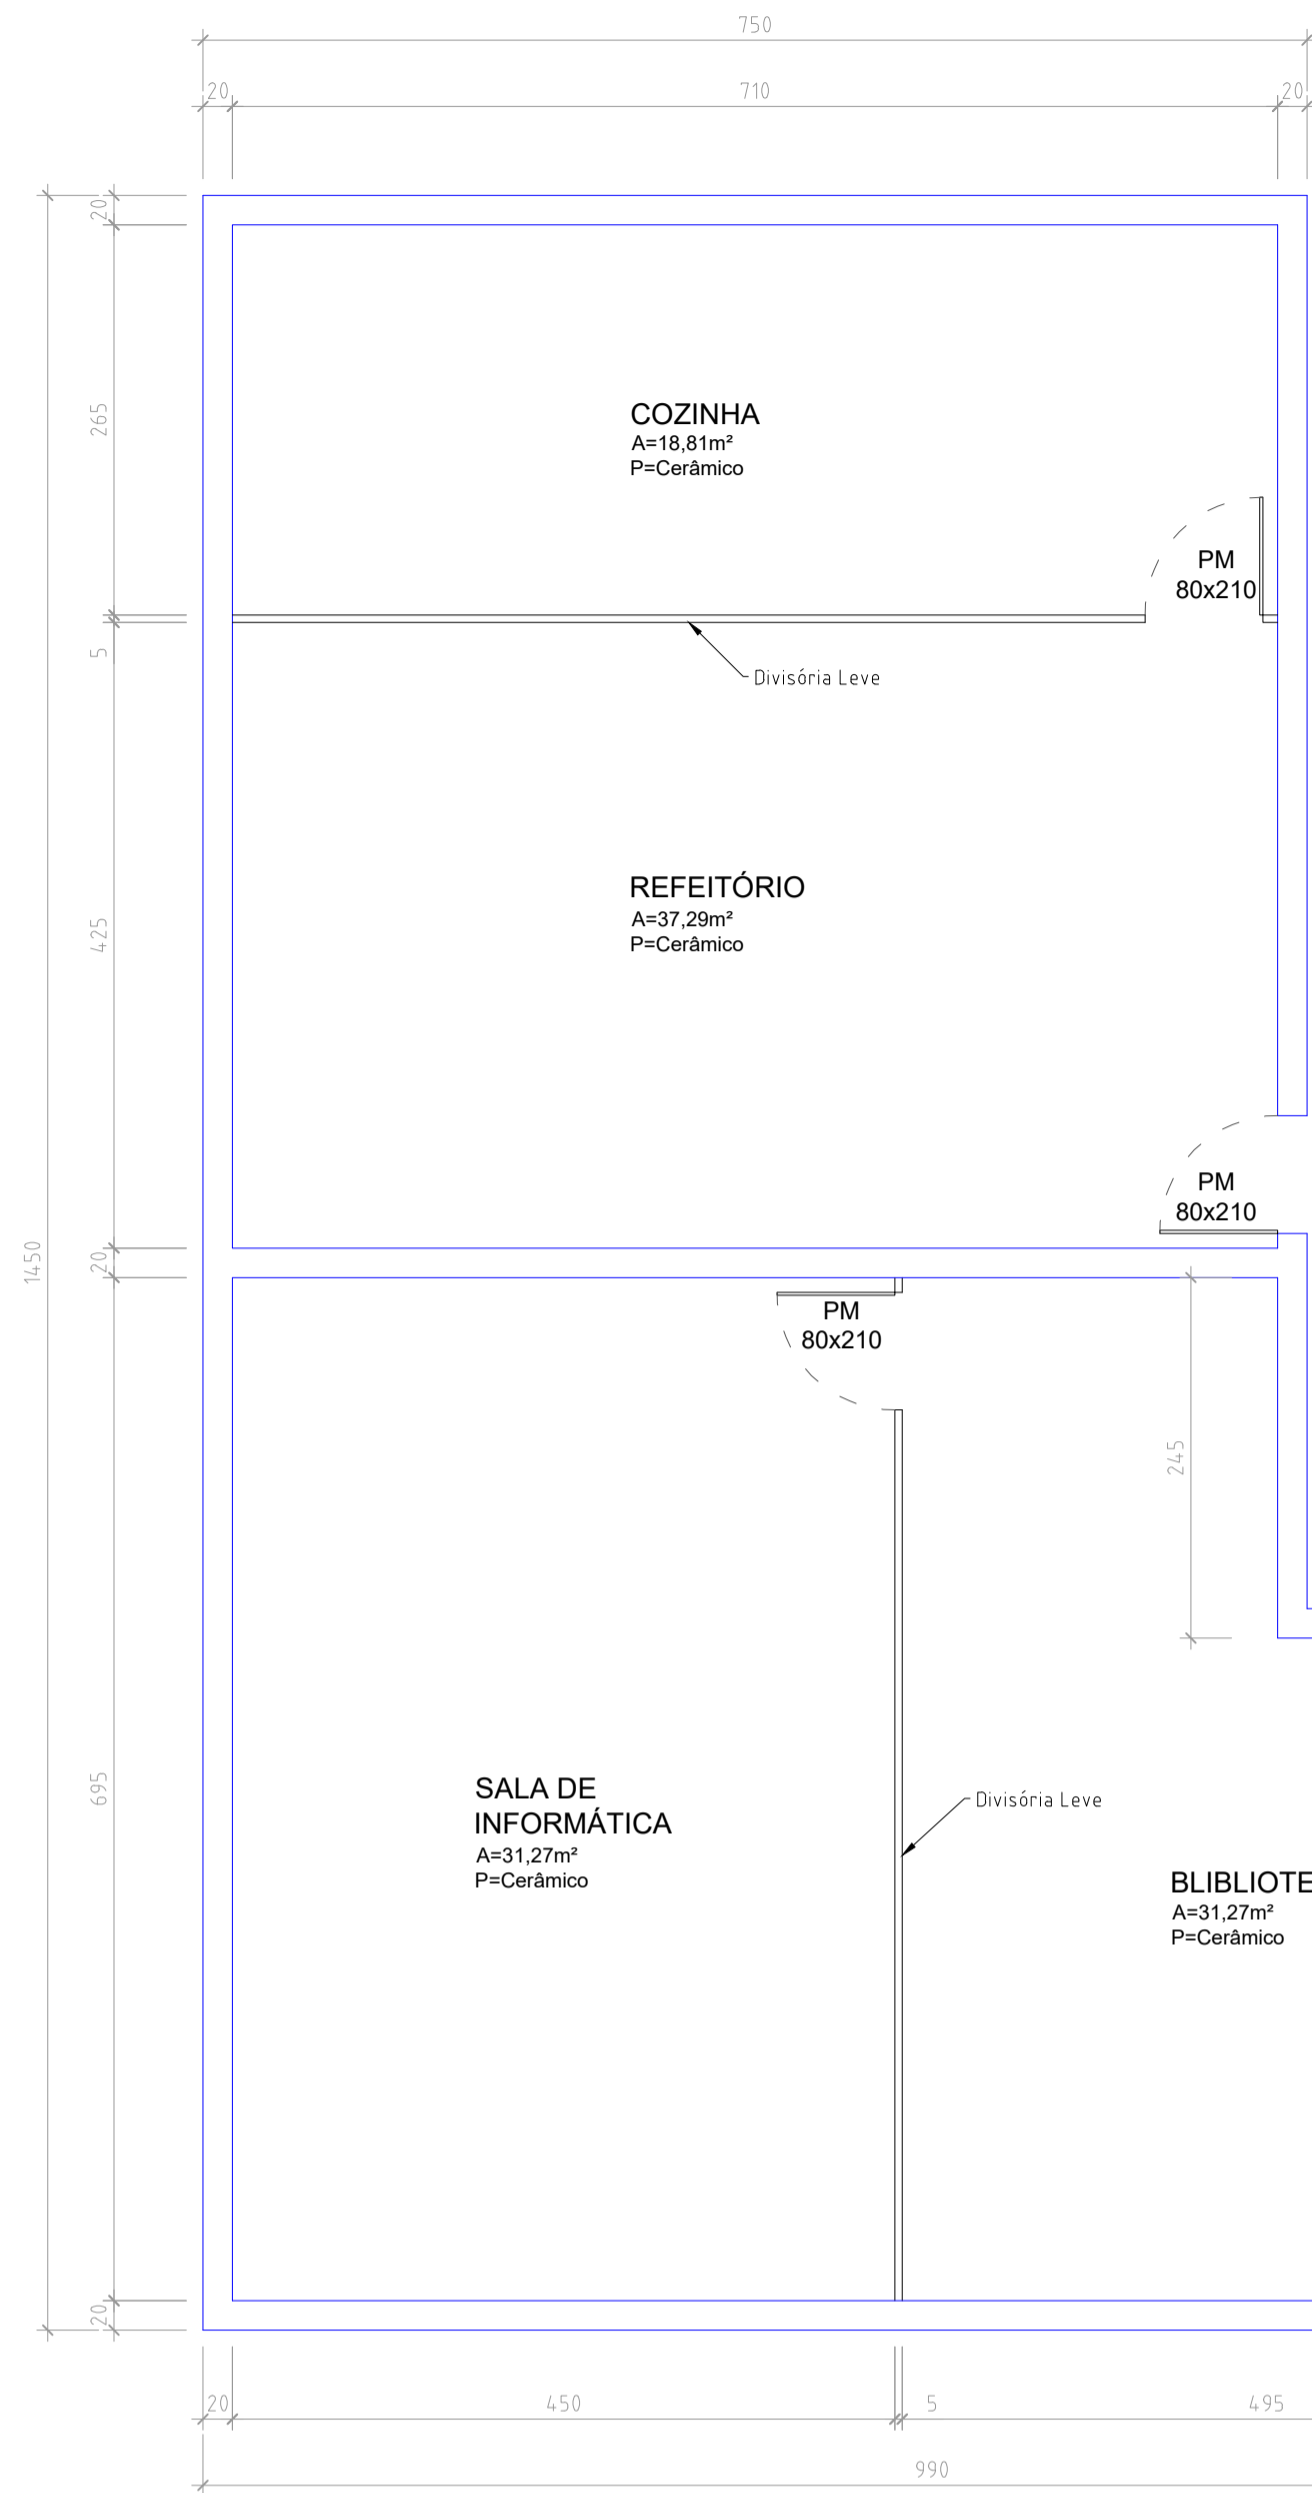 750
20
710
20
20
265
COZINHA
A=18,81m²
P=Cerâmico
PM
80x210
5
Divisória Leve
425
REFEITÓRIO
A=37,29m²
P=Cerâmico
PM
80x210
1450
20
PM
80x210
245
695
SALA DE
INFORMÁTICA
A=31,27m²
P=Cerâmico
Divisória Leve
BLIBLIOTE
A=31,27m²
P=Cerâmico
20
20
450
5
495
990